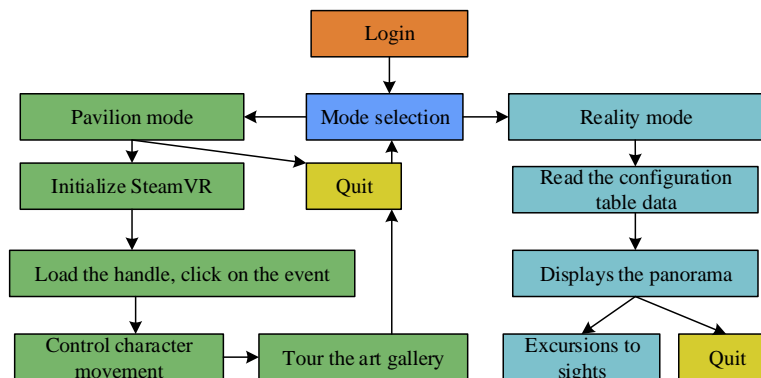 Login
Pavilion mode
Mode selection
Reality mode
Initialize SteamVR
Quit
Read the configuration
table data
Load the handle, click on the event
Displays the panorama
Control character
movement
Tour the art gallery
Excursions to
sights
Quit